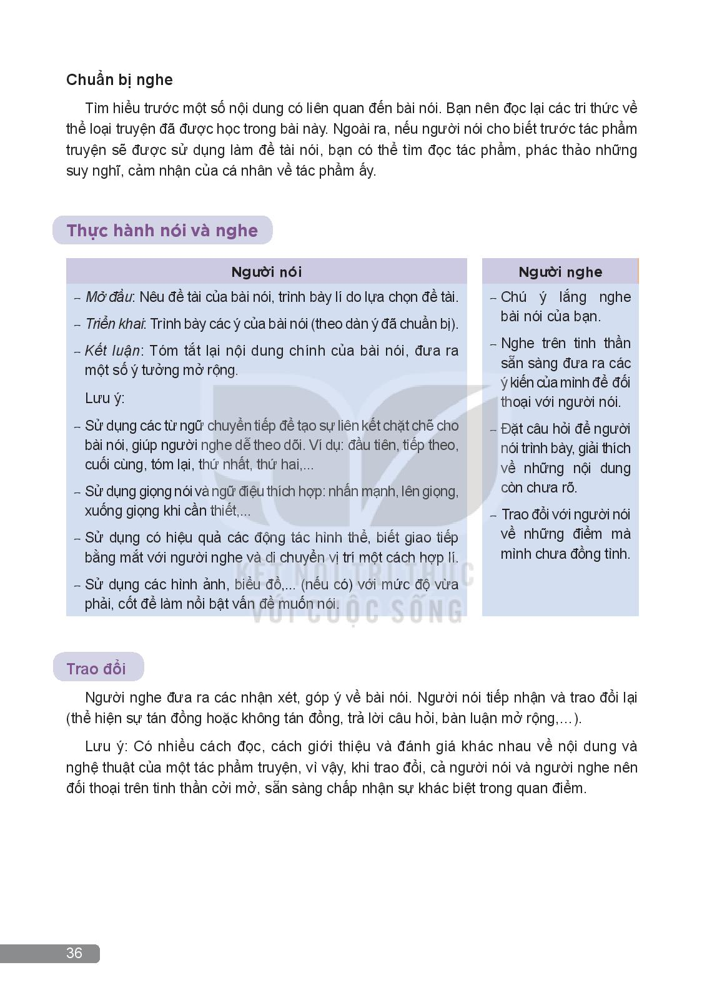 Chuẩn bị nghe
Tìm hiểu trước một số nội dung có liên quan đến bài nói. Bạn nên đọc lại các tri thức về
thể loại truyện đã được học trong bài này. Ngoài ra, nếu người nói cho biết trước tác phẩm
truyện sẽ được sử dụng làm đề tài nói, bạn có thể tìm đọc tác phẩm, phác thảo những
suy nghĩ, cảm nhận của cá nhân về tác phẩm ấy.
Thực hành nói và nghe
Người nói
– Mở đầu: Nêu đề tài của bài nói, trình bày lí do lựa chọn đề tài.
– Triển khai: Trình bày các ý của bài nói (theo dàn ý đã chuẩn bị).
– Kết luận: Tóm tắt lại nội dung chính của bài nói, đưa ra
một số ý tưởng mở rộng.
Lưu ý:
– Sử dụng các từ ngữ chuyển tiếp để tạo sự liên kết chặt chẽ cho
bài nói, giúp người nghe dễ theo dõi. Ví dụ: đầu tiên, tiếp theo,
cuối cùng, tóm lại, thứ nhất, thứ hai,...
– Sử dụng giọng nói và ngữ điệu thích hợp: nhấn mạnh, lên giọng,
xuống giọng khi cần thiết,...
– Sử dụng có hiệu quả các động tác hình thể, biết giao tiếp
bằng mắt với người nghe và di chuyển vị trí một cách hợp lí.
– Sử dụng các hình ảnh, biểu đồ,... (nếu có) với mức độ vừa
phải, cốt để làm nổi bật vấn đề muốn nói.
Người nghe
– Chú ý lắng nghe
bài nói của bạn.
– Nghe trên tinh thần
sẵn sàng đưa ra các
ý kiến của mình để đối
thoại với người nói.
– Đặt câu hỏi để người
nói trình bày, giải thích
về những nội dung
còn chưa rõ.
– Trao đổi với người nói
về những điểm mà
mình chưa đồng tình.
KẾT NỐI TRI THỨC
VỚI CUỘC SỐNG
Trao đổi
Người nghe đưa ra các nhận xét, góp ý về bài nói. Người nói tiếp nhận và trao đổi lại
(thể hiện sự tán đồng hoặc không tán đồng, trả lời câu hỏi, bàn luận mở rộng,...).
Lưu ý: Có nhiều cách đọc, cách giới thiệu và đánh giá khác nhau về nội dung và
nghệ thuật của một tác phẩm truyện, vì vậy, khi trao đổi, cả người nói và người nghe nên
đối thoại trên tinh thần cởi mở, sẵn sàng chấp nhận sự khác biệt trong quan điểm.
36